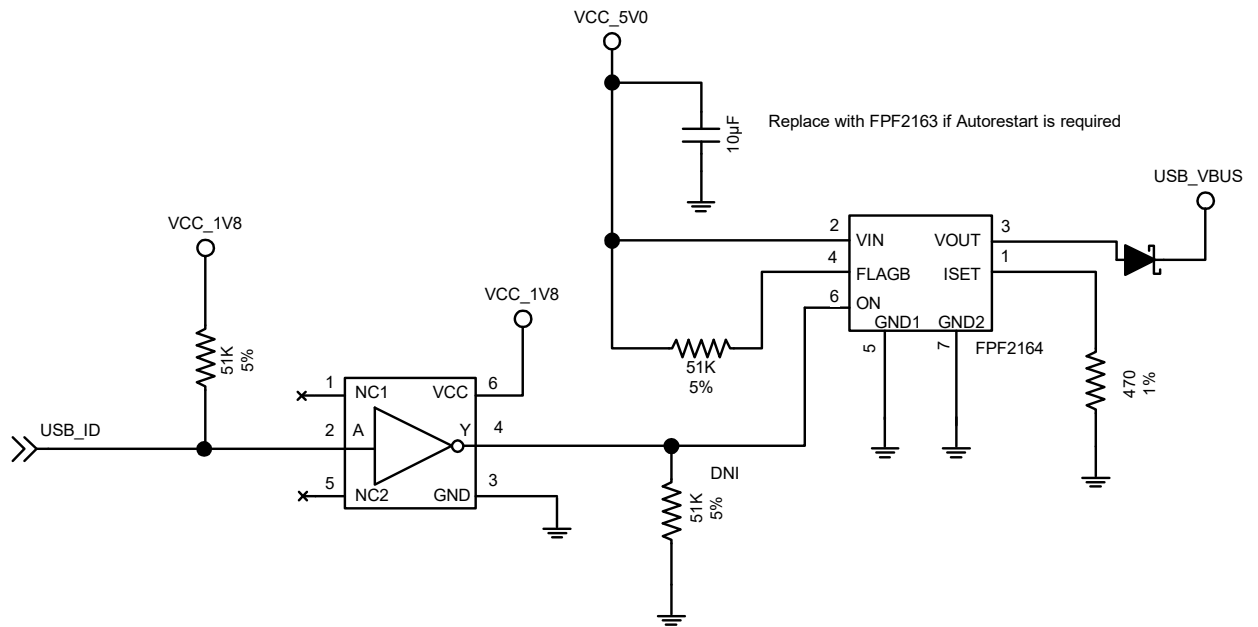 VCC_5V0
10µF
Replace with FPF2163 if Autorestart is required
USB_VBUS
VCC_1V8
51K
5%
VCC_1V8
2
VIN
VOUT
3
4
FLAGB
ISET
1
6
ON
GND1
GND2
5
7
FPF2164
51K
5%
470
1%
1
NC1
VCC
6
USB_ID
2
A
Y
4
5
NC2
GND
3
DNI
51K
5%